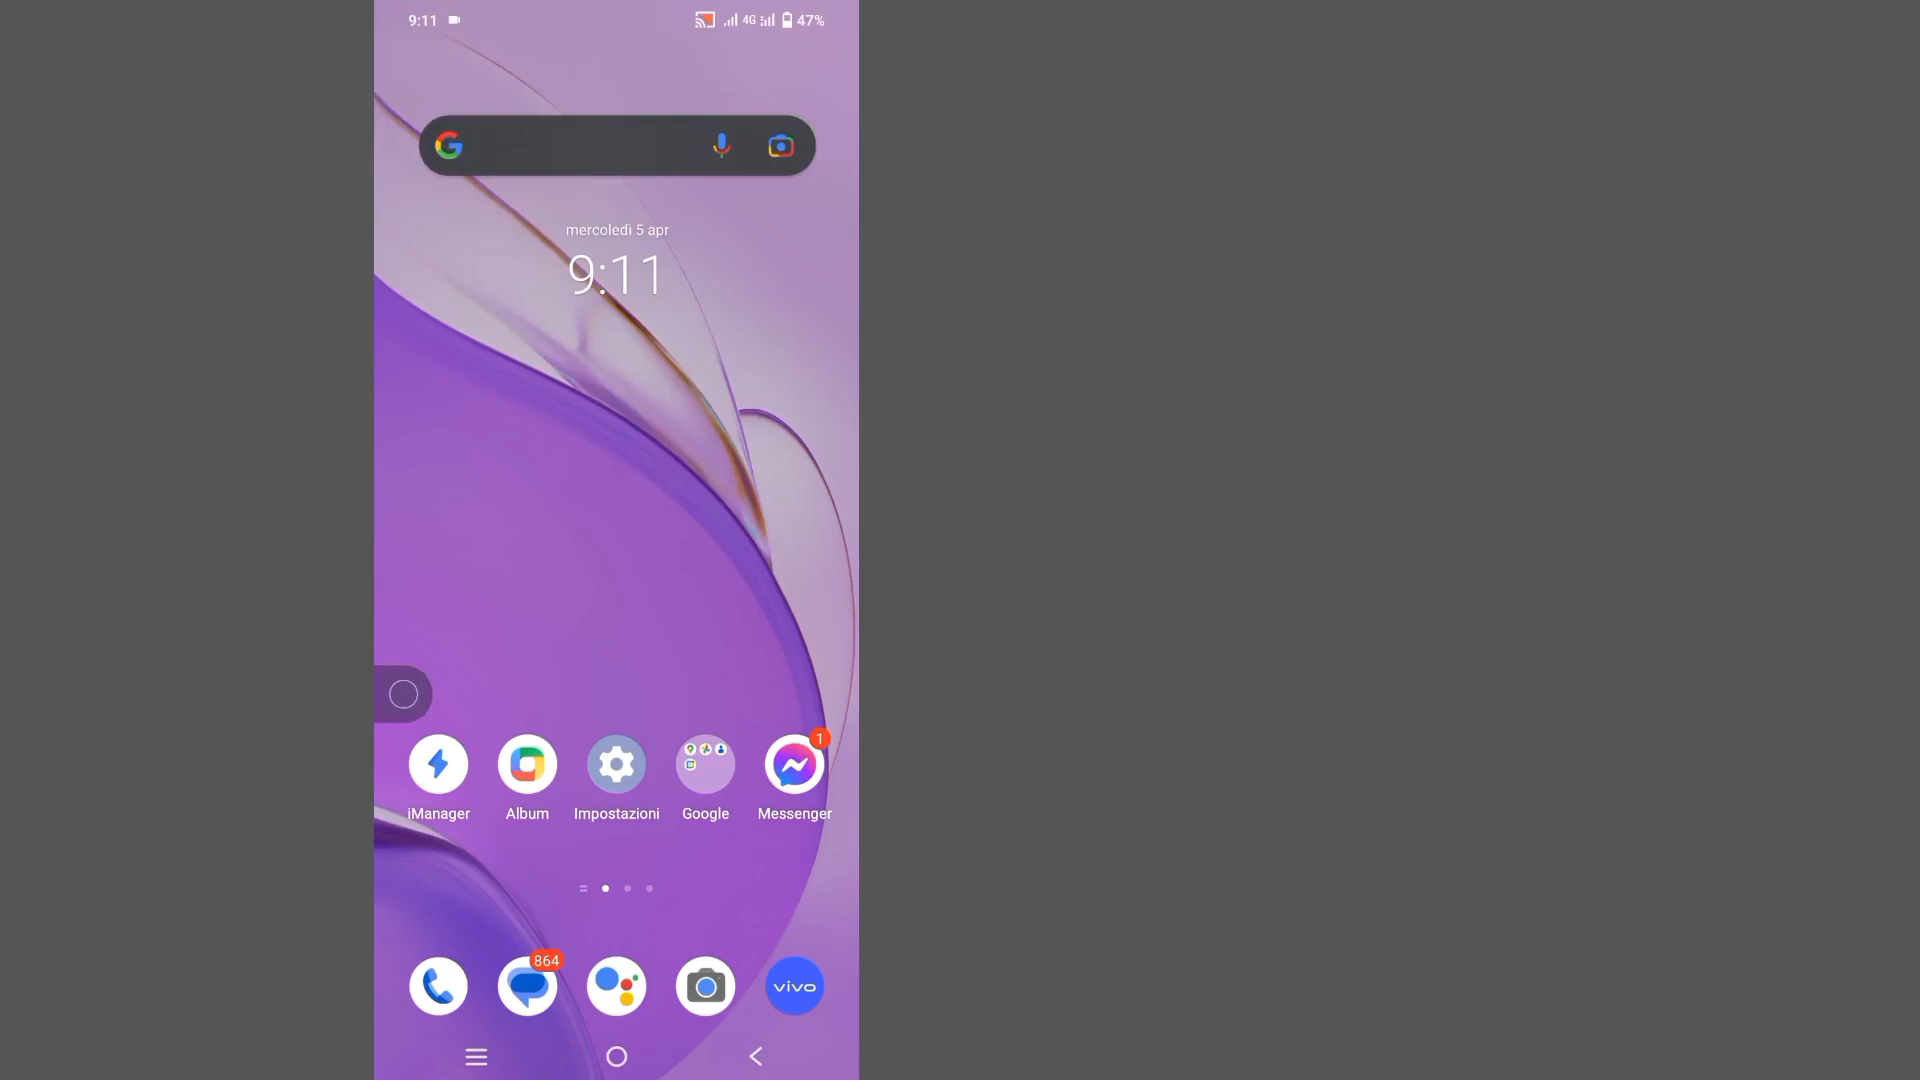 9:11
4G 47%
mercoledì 5 apr
9:11
iManager
Album
Impostazioni
Google
Messenger
1
864
vivo